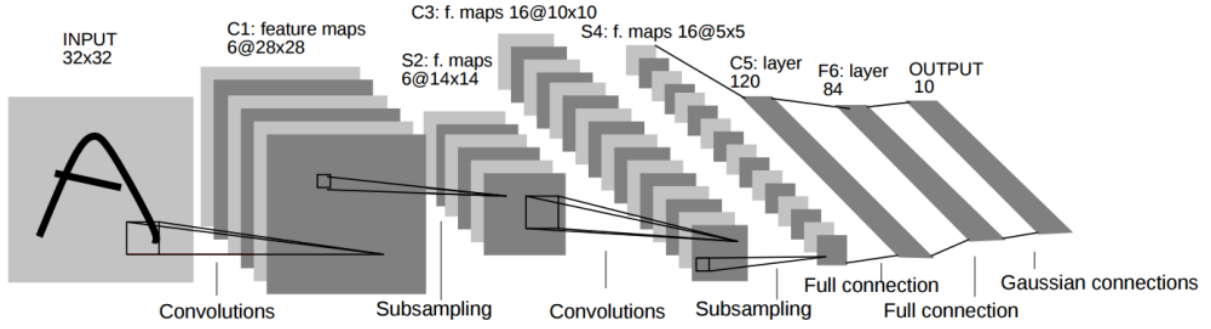 INPUT
32x32
C1: feature maps
6@28x28
S2: f. maps
6@14x14
C3: f. maps 16@10x10
S4: f. maps 16@5x5
C5: layer
120
F6: layer
84
OUTPUT
10
Convolutions
Subsampling
Convolutions
Subsampling
Full connection
Full connection
Gaussian connections
A